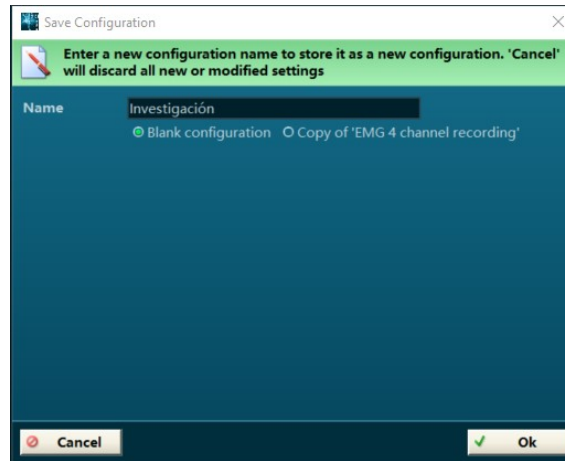 Save Configuration
Enter a new configuration name to store it as a new configuration. 'Cancel'
will discard all new or modified settings
Name
Investigación
Blank configuration
Copy of 'EMG 4 channel recording'
Cancel
Ok